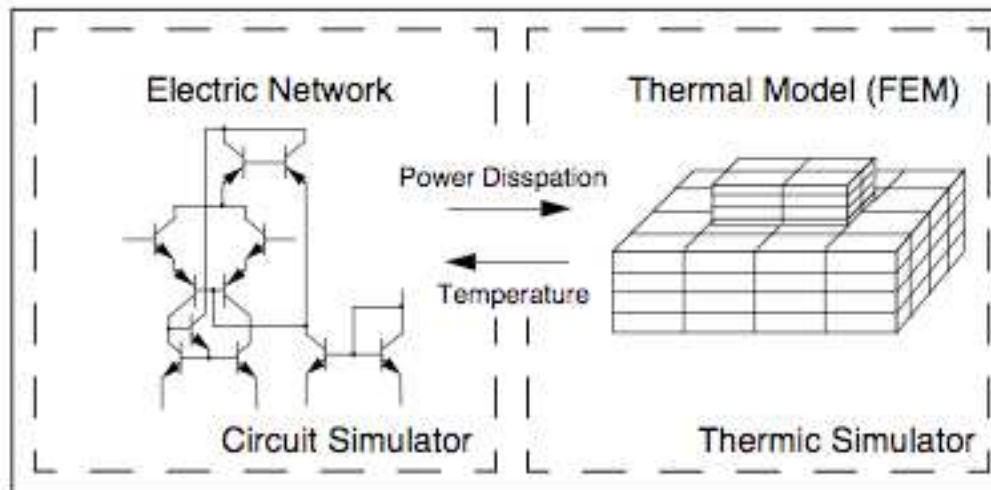 Electric Network
Thermal Model (FEM)
Power Disspation
Temperature
Circuit Simulator
Thermic Simulator